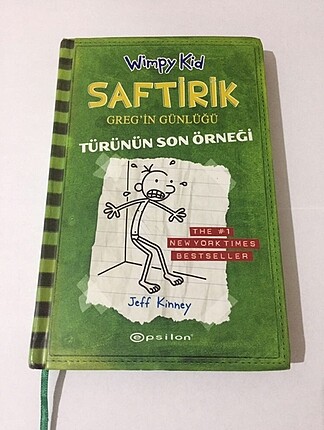 Wimpy Kid
SAFTİRİK
GREG'İN GÜNLÜĞÜ
TÜRÜNÜN SON ÖRNEĞİ
THE #1
NEW YORK TIMES
BESTSELLER
Jeff Kinney
epsilon